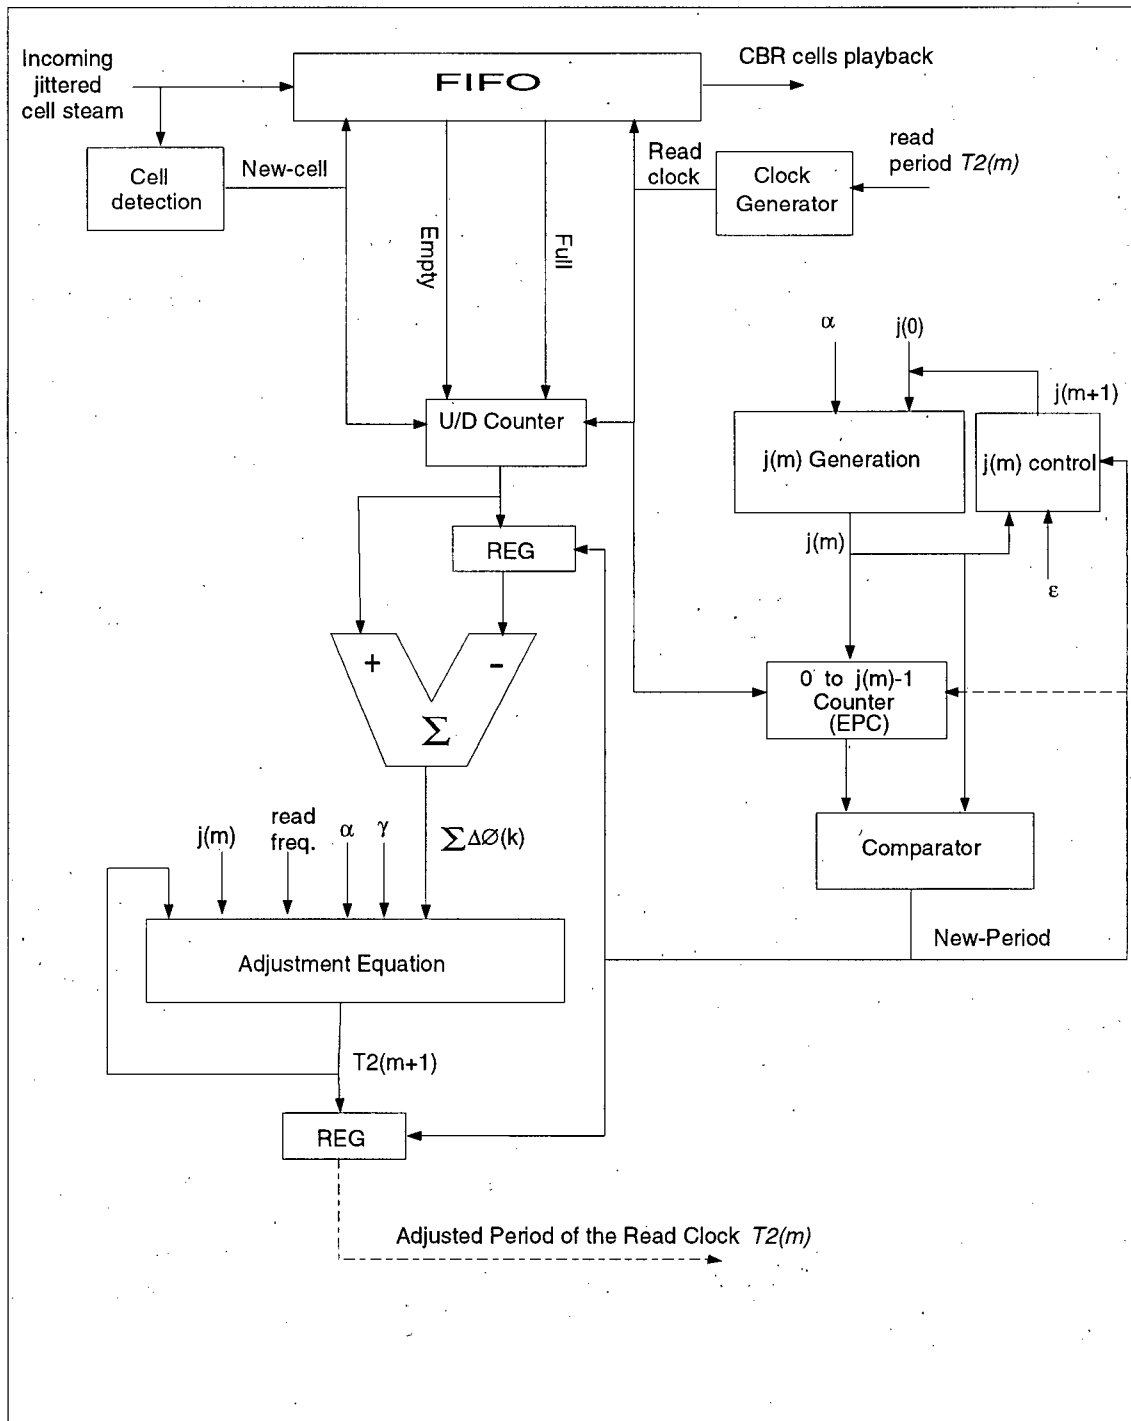 Incoming
jittered
cell steam
FIFO
CBR cells playback
Cell
detection
New-cell
Empty
Full
Read
clock
Clock
Generator
read
period T2(m)
α
j(0)
j(m+1)
U/D Counter
j(m) Generation
j(m) control
REG
j(m)
ε
+
-
Σ
0 to j(m)-1
Counter
(EPC)
j(m)
read
freq.
α
γ
∑ΔØ(k)
Comparator
New-Period
Adjustment Equation
T2(m+1)
REG
Adjusted Period of the Read Clock T2(m)